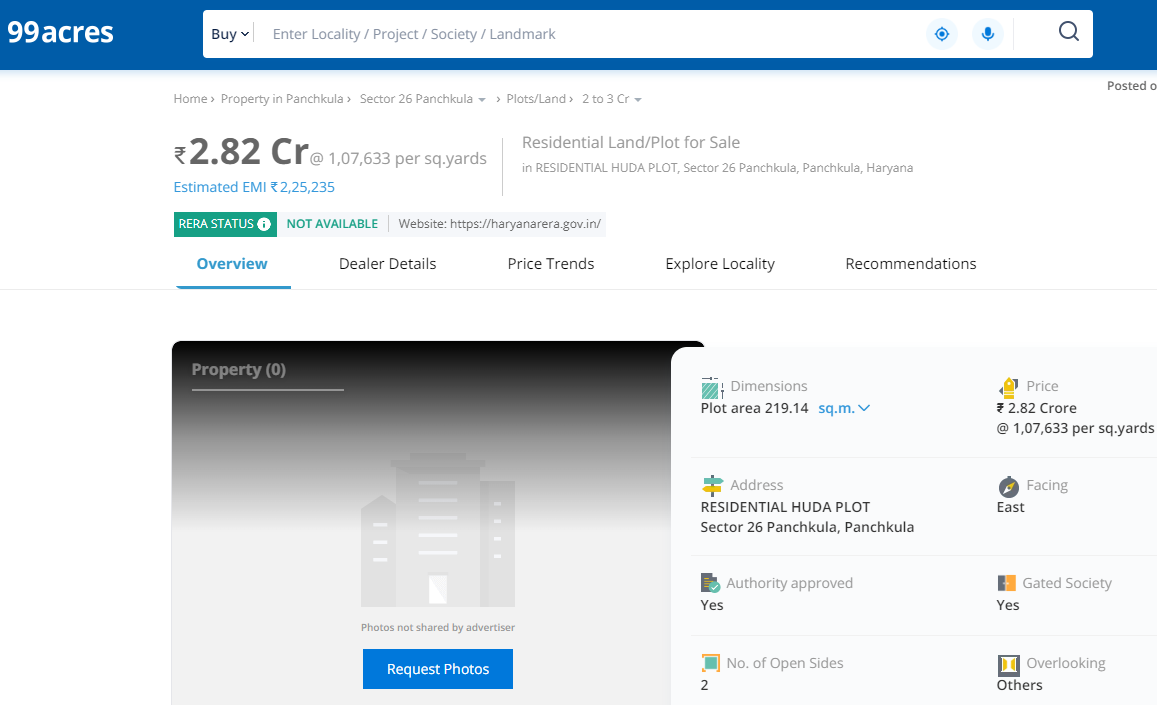 99acres
Buy
Enter Locality / Project / Society / Landmark
Home › Property in Panchkula › Sector 26 Panchkula › Plots/Land › 2 to 3 Cr
Posted o
₹2.82 Cr@ 1,07,633 per sq.yards
Estimated EMI ₹2,25,235
Residential Land/Plot for Sale
in RESIDENTIAL HUDA PLOT, Sector 26 Panchkula, Panchkula, Haryana
RERA STATUS i NOT AVAILABLE Website: https://haryanarera.gov.in/
Overview Dealer Details Price Trends Explore Locality Recommendations
Property (0)
Photos not shared by advertiser
Request Photos
Dimensions
Plot area 219.14 sq.m.
Price
₹ 2.82 Crore
@ 1,07,633 per sq.yards
Address
RESIDENTIAL HUDA PLOT
Sector 26 Panchkula, Panchkula
Facing
East
Authority approved
Yes
Gated Society
Yes
No. of Open Sides
2
Overlooking
Others